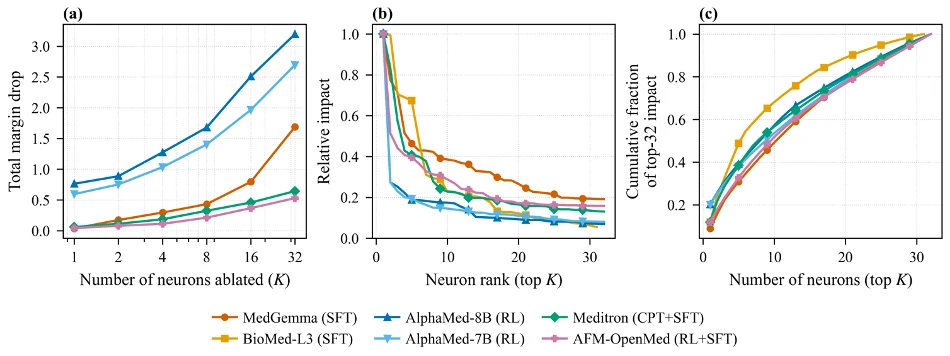 (a)
Total margin drop
3.0
2.5
2.0
1.5
1.0
0.5
0.0
1 2 4 8 16 32
Number of neurons ablated (K)
(b)
Relative impact
1.0
0.8
0.6
0.4
0.2
0.0
0 10 20 30
Neuron rank (top K)
(c)
Cumulative fraction
of top-32 impact
1.0
0.8
0.6
0.4
0.2
0 10 20 30
Number of neurons (top K)
MedGemma (SFT)
BioMed-L3 (SFT)
AlphaMed-8B (RL)
AlphaMed-7B (RL)
Meditron (CPT+SFT)
AFM-OpenMed (RL+SFT)